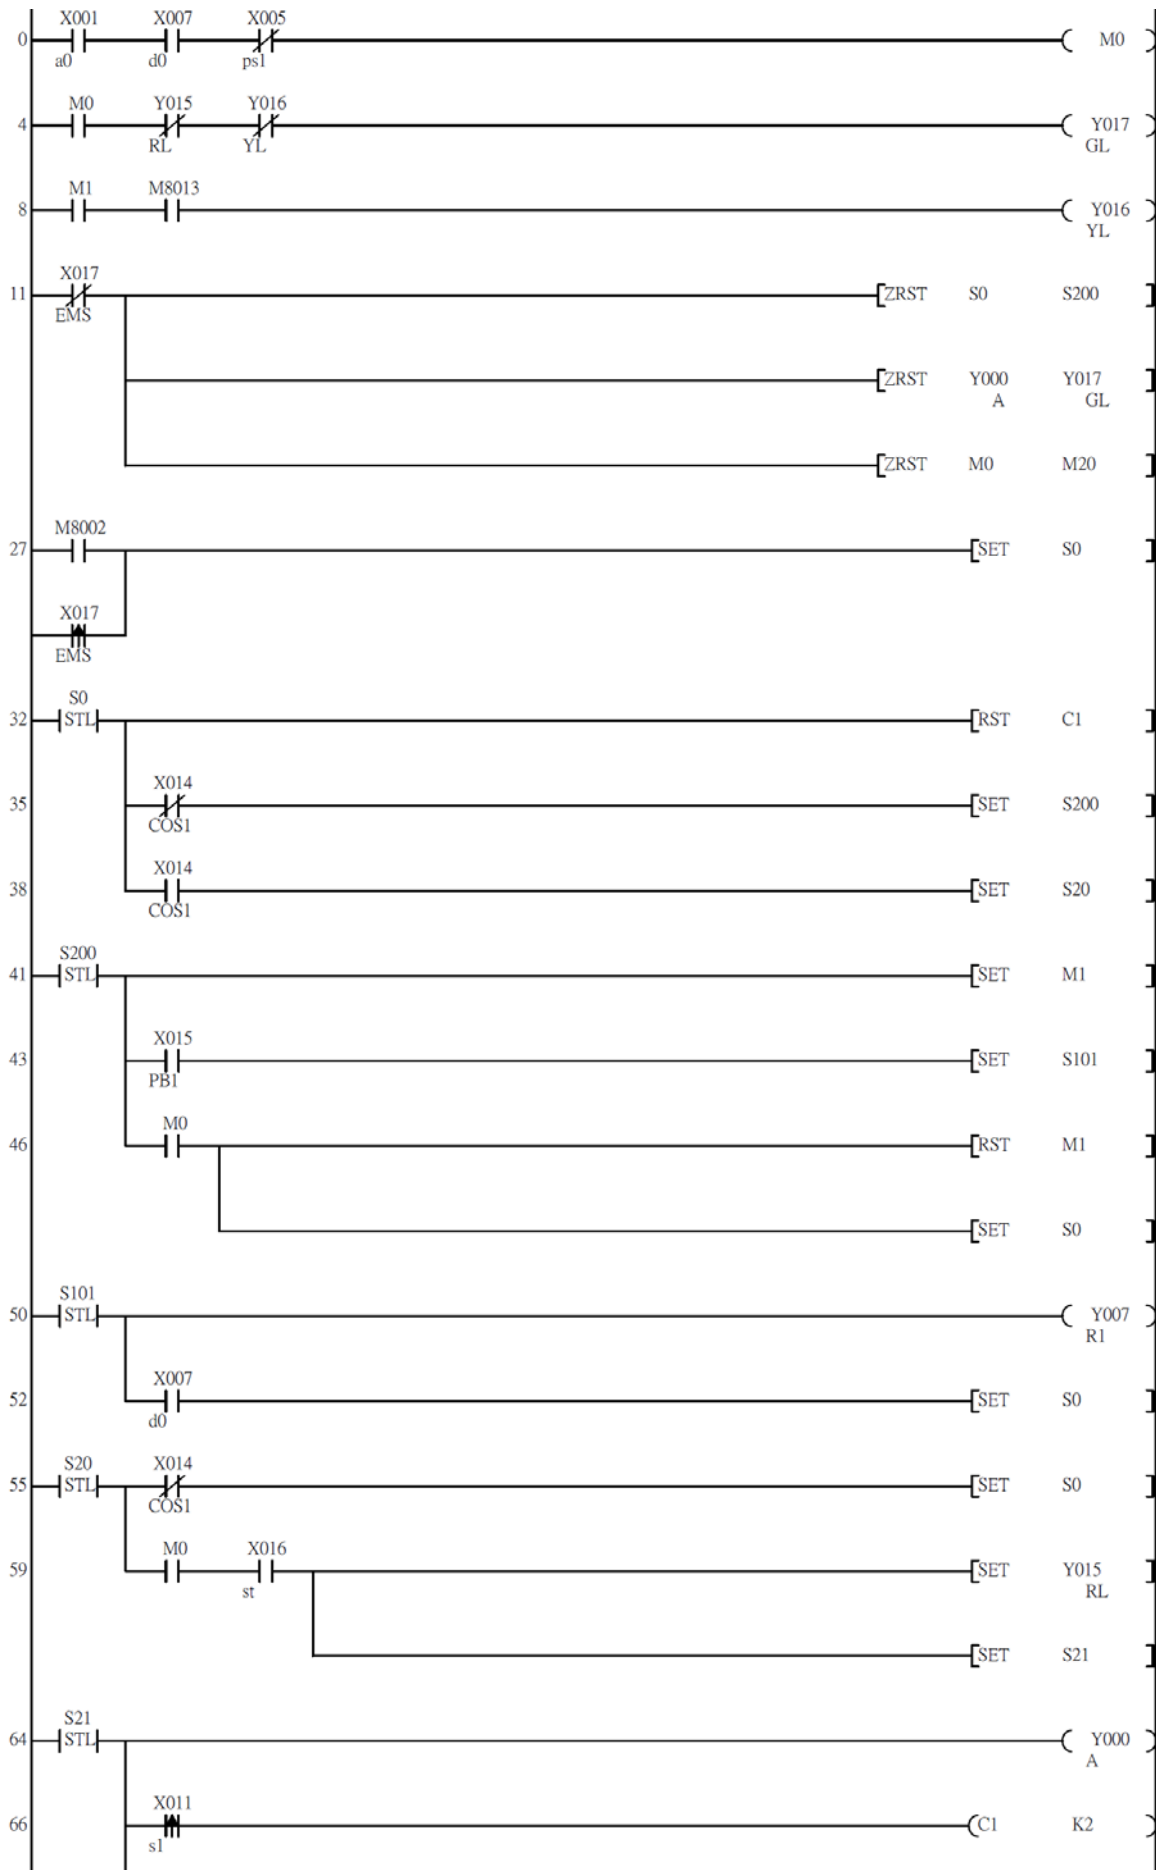 X001 X007 X005
0 M0
a0 d0 ps1
M0 Y015 Y016
4 Y017
RL YL GL
M1 M8013
8 Y016
YL
X017
11 ZRST S0 S200
EMS
ZRST Y000 Y017
A GL
ZRST M0 M20
M8002
27 SET S0
X017
EMS
S0
32 STL RST C1
X014
35 SET S200
COS1
X014
38 SET S20
COS1
S200
41 STL SET M1
X015
43 SET S101
PB1
M0
46 RST M1
SET S0
S101
50 STL Y007
R1
X007
52 SET S0
d0
S20 X014
55 STL SET S0
COS1
M0 X016
59 SET Y015
st RL
SET S21
S21
64 STL Y000
A
X011
66 C1 K2
s1